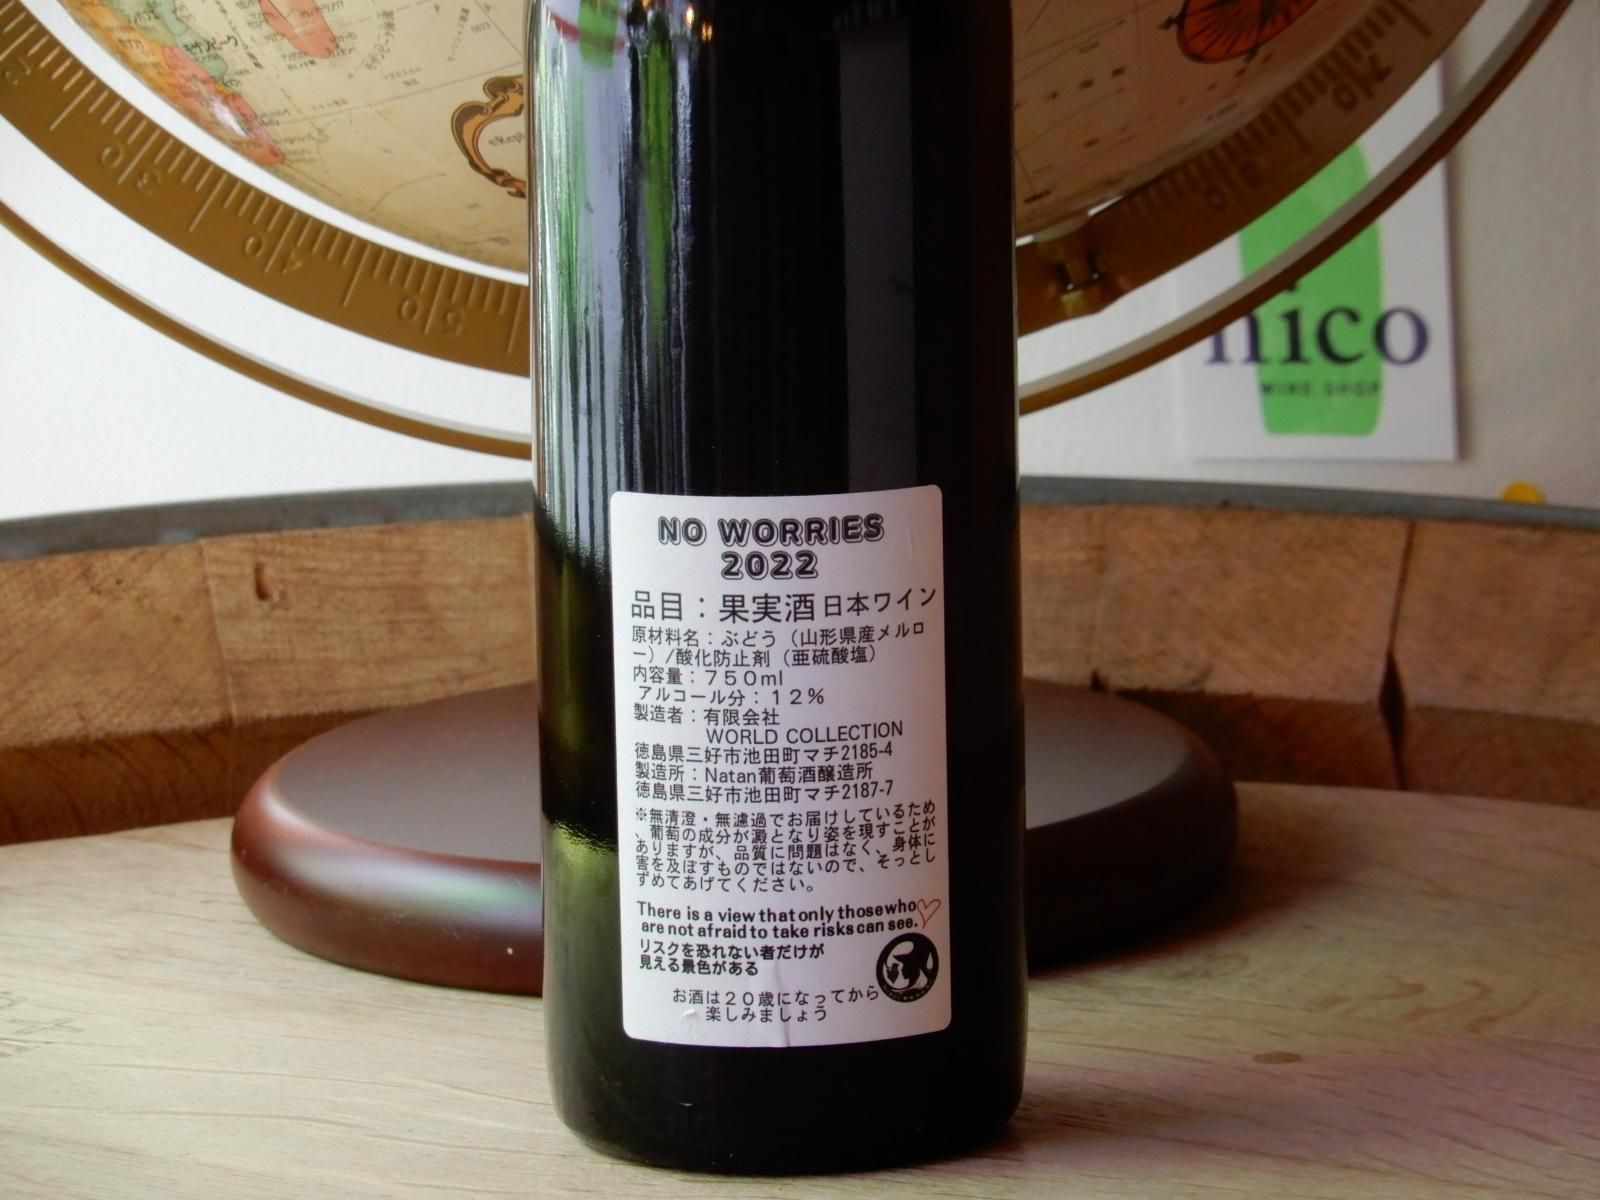 nico
WINE SHOP
NO WORRIES
2022
品目：果実酒 日本ワイン
原材料名：ぶどう（山形県産メルロ
ー）/酸化防止剤（亜硫酸塩）
内容量：７５０ml
アルコール分：１２％
製造者：有限会社
WORLD COLLECTION
徳島県三好市池田町マチ2185-4
製造所：Natan葡萄酒醸造所
徳島県三好市池田町マチ2187-7
※無清澄・無濾過でお届けしているため
、葡萄の成分が澱となり姿を現すことが
ありますが、品質に問題はなく、身体に
害を及ぼすものではないので、そっとし
ずめてあげてください。
There is a view that only those who
are not afraid to take risks can see.
リスクを恐れない者だけが
見える景色がある
お酒は２０歳になってから
楽しみましょう